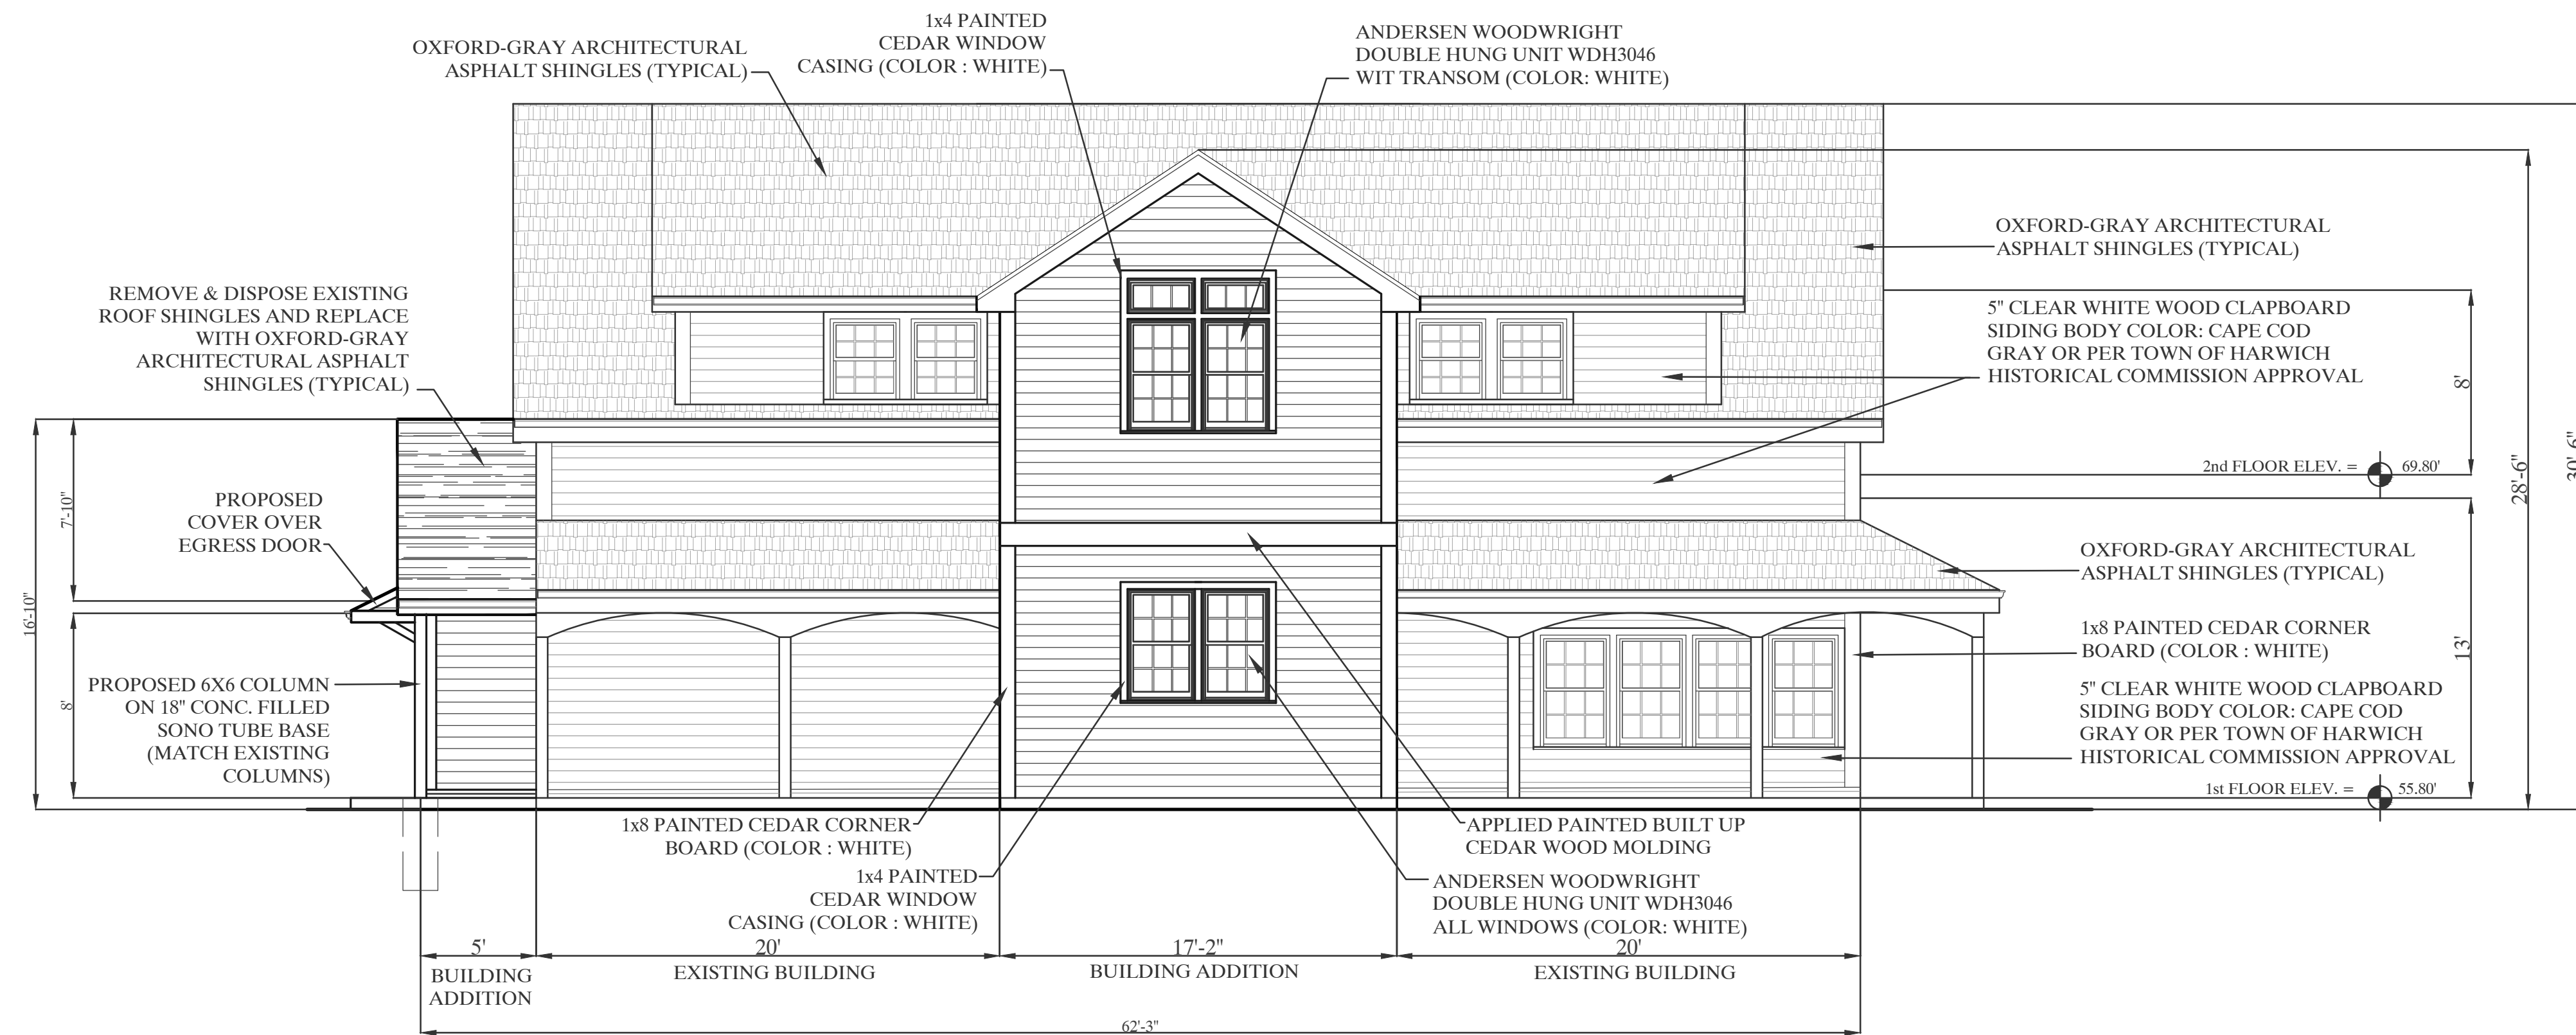 1x4 PAINTED
CEDAR WINDOW
CASING (COLOR : WHITE)
OXFORD-GRAY ARCHITECTURAL
ASPHALT SHINGLES (TYPICAL)
ANDERSEN WOODWRIGHT
DOUBLE HUNG UNIT WDH3046
WIT TRANSOM (COLOR: WHITE)
OXFORD-GRAY ARCHITECTURAL
ASPHALT SHINGLES (TYPICAL)
REMOVE & DISPOSE EXISTING
ROOF SHINGLES AND REPLACE
WITH OXFORD-GRAY
ARCHITECTURAL ASPHALT
SHINGLES (TYPICAL)
5" CLEAR WHITE WOOD CLAPBOARD
SIDING BODY COLOR: CAPE COD
GRAY OR PER TOWN OF HARWICH
HISTORICAL COMMISSION APPROVAL
8'
28'-6"
30'-6"
2nd FLOOR ELEV. = 69.80'
7'-10"
PROPOSED
COVER OVER
EGRESS DOOR
OXFORD-GRAY ARCHITECTURAL
ASPHALT SHINGLES (TYPICAL)
16'-10"
13'
1x8 PAINTED CEDAR CORNER
BOARD (COLOR : WHITE)
8'
PROPOSED 6X6 COLUMN
ON 18" CONC. FILLED
SONO TUBE BASE
(MATCH EXISTING
COLUMNS)
5" CLEAR WHITE WOOD CLAPBOARD
SIDING BODY COLOR: CAPE COD
GRAY OR PER TOWN OF HARWICH
HISTORICAL COMMISSION APPROVAL
1st FLOOR ELEV. = 55.80'
1x8 PAINTED CEDAR CORNER
BOARD (COLOR : WHITE)
APPLIED PAINTED BUILT UP
CEDAR WOOD MOLDING
1x4 PAINTED
CEDAR WINDOW
CASING (COLOR : WHITE)
ANDERSEN WOODWRIGHT
DOUBLE HUNG UNIT WDH3046
ALL WINDOWS (COLOR: WHITE)
5'
BUILDING
ADDITION
20'
EXISTING BUILDING
17'-2"
BUILDING ADDITION
20'
EXISTING BUILDING
62'-3"